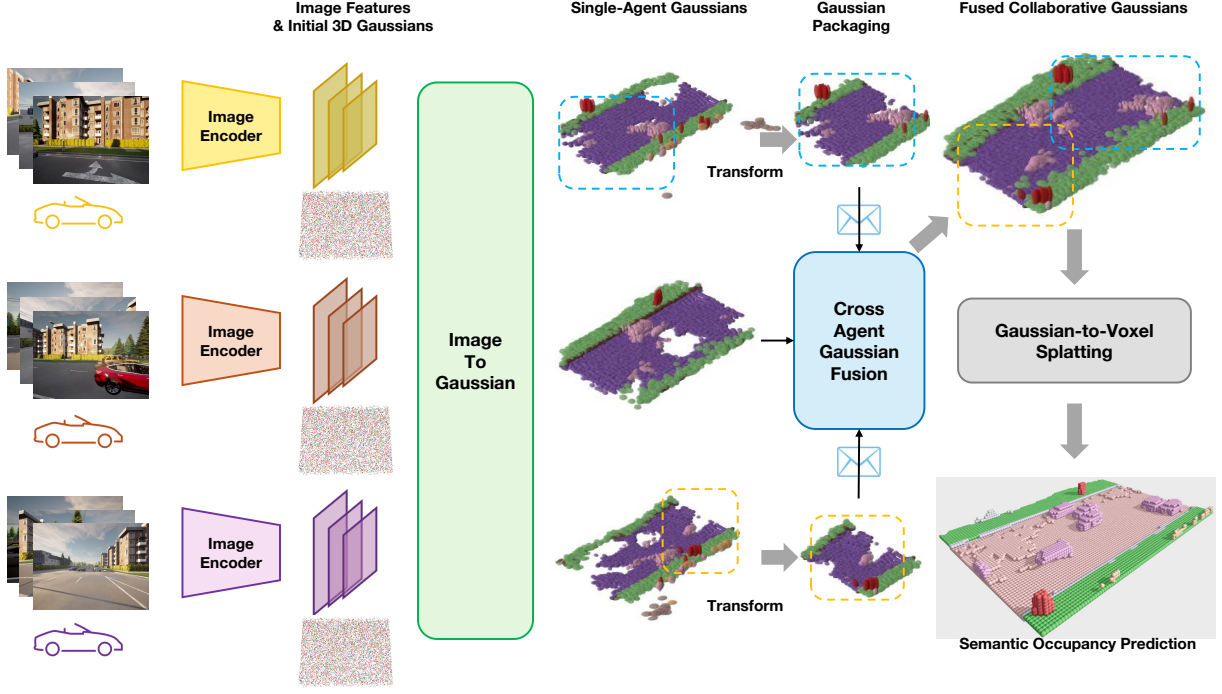 Image Features
& Initial 3D Gaussians
Single-Agent Gaussians
Gaussian
Packaging
Fused Collaborative Gaussians
Image
Encoder
Transform
Image
Encoder
Image
To
Gaussian
Cross
Agent
Gaussian
Fusion
Gaussian-to-Voxel
Splatting
Image
Encoder
Transform
Semantic Occupancy Prediction